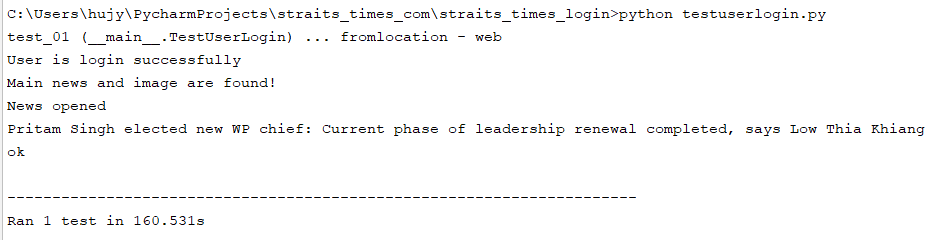 C:\Users\hujy\PycharmProjects\straits_times_com\straits_times_login>python testuserlogin.py
test_01 (__main__.TestUserLogin) ... fromlocation - web
User is login successfully
Main news and image are found!
News opened
Pritam Singh elected new WP chief: Current phase of leadership renewal completed, says Low Thia Khiang
ok
----------------------------------------------------------------------
Ran 1 test in 160.531s